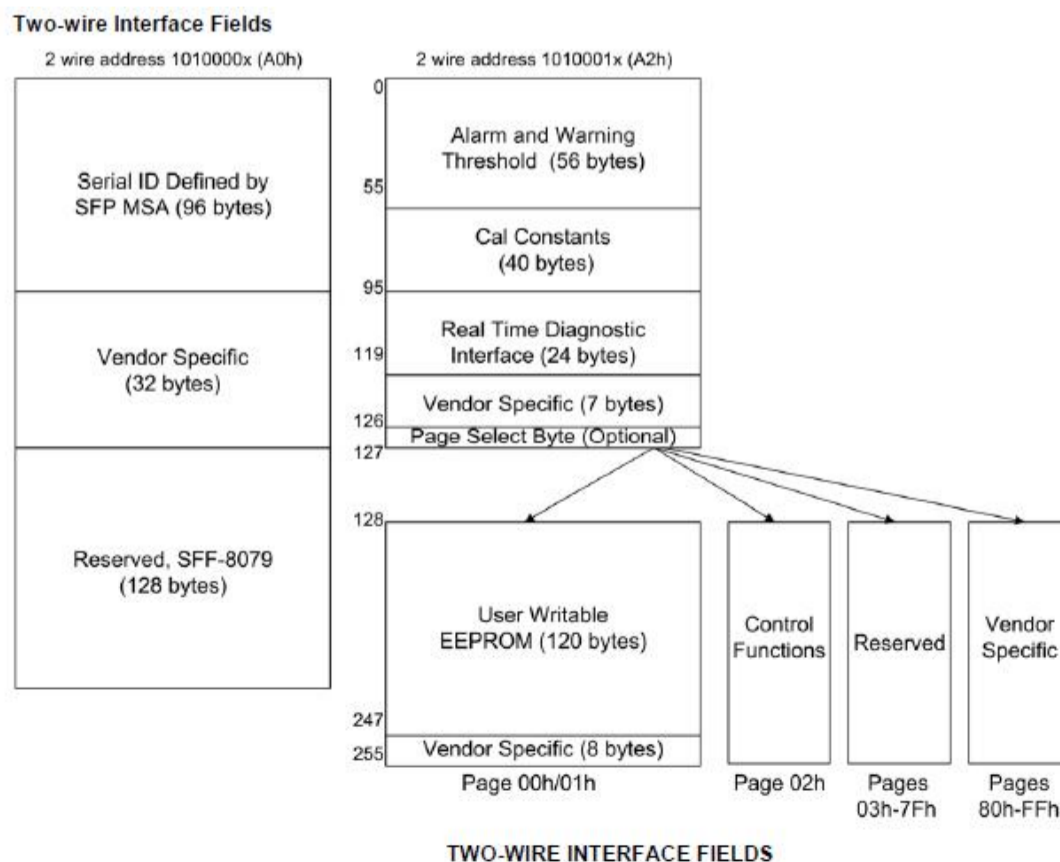 Two-wire Interface Fields
2 wire address 1010000x (A0h)
Serial ID Defined by
SFP MSA (96 bytes)
Vendor Specific
(32 bytes)
Reserved, SFF-8079
(128 bytes)
2 wire address 1010001x (A2h)
0
Alarm and Warning
Threshold (56 bytes)
55
Cal Constants
(40 bytes)
95
Real Time Diagnostic
Interface (24 bytes)
119
Vendor Specific (7 bytes)
126
Page Select Byte (Optional)
127
128
User Writable
EEPROM (120 bytes)
247
Vendor Specific (8 bytes)
255
Page 00h/01h
Control
Functions
Page 02h
Reserved
Pages
03h-7Fh
Vendor
Specific
Pages
80h-FFh
TWO-WIRE INTERFACE FIELDS